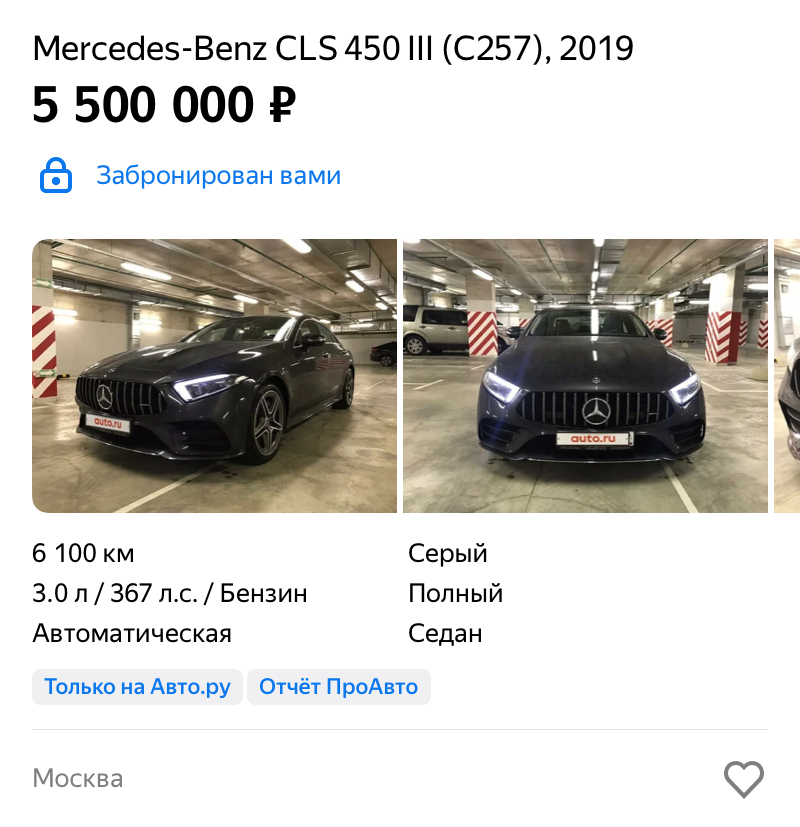 Mercedes-Benz CLS 450 III (C257), 2019
5 500 000 ₽
Забронирован вами
auto.ru
auto.ru
6 100 км
Серый
3.0 л / 367 л.с. / Бензин
Полный
Автоматическая
Седан
Только на Авто.ру
Отчёт ПроАвто
Москва